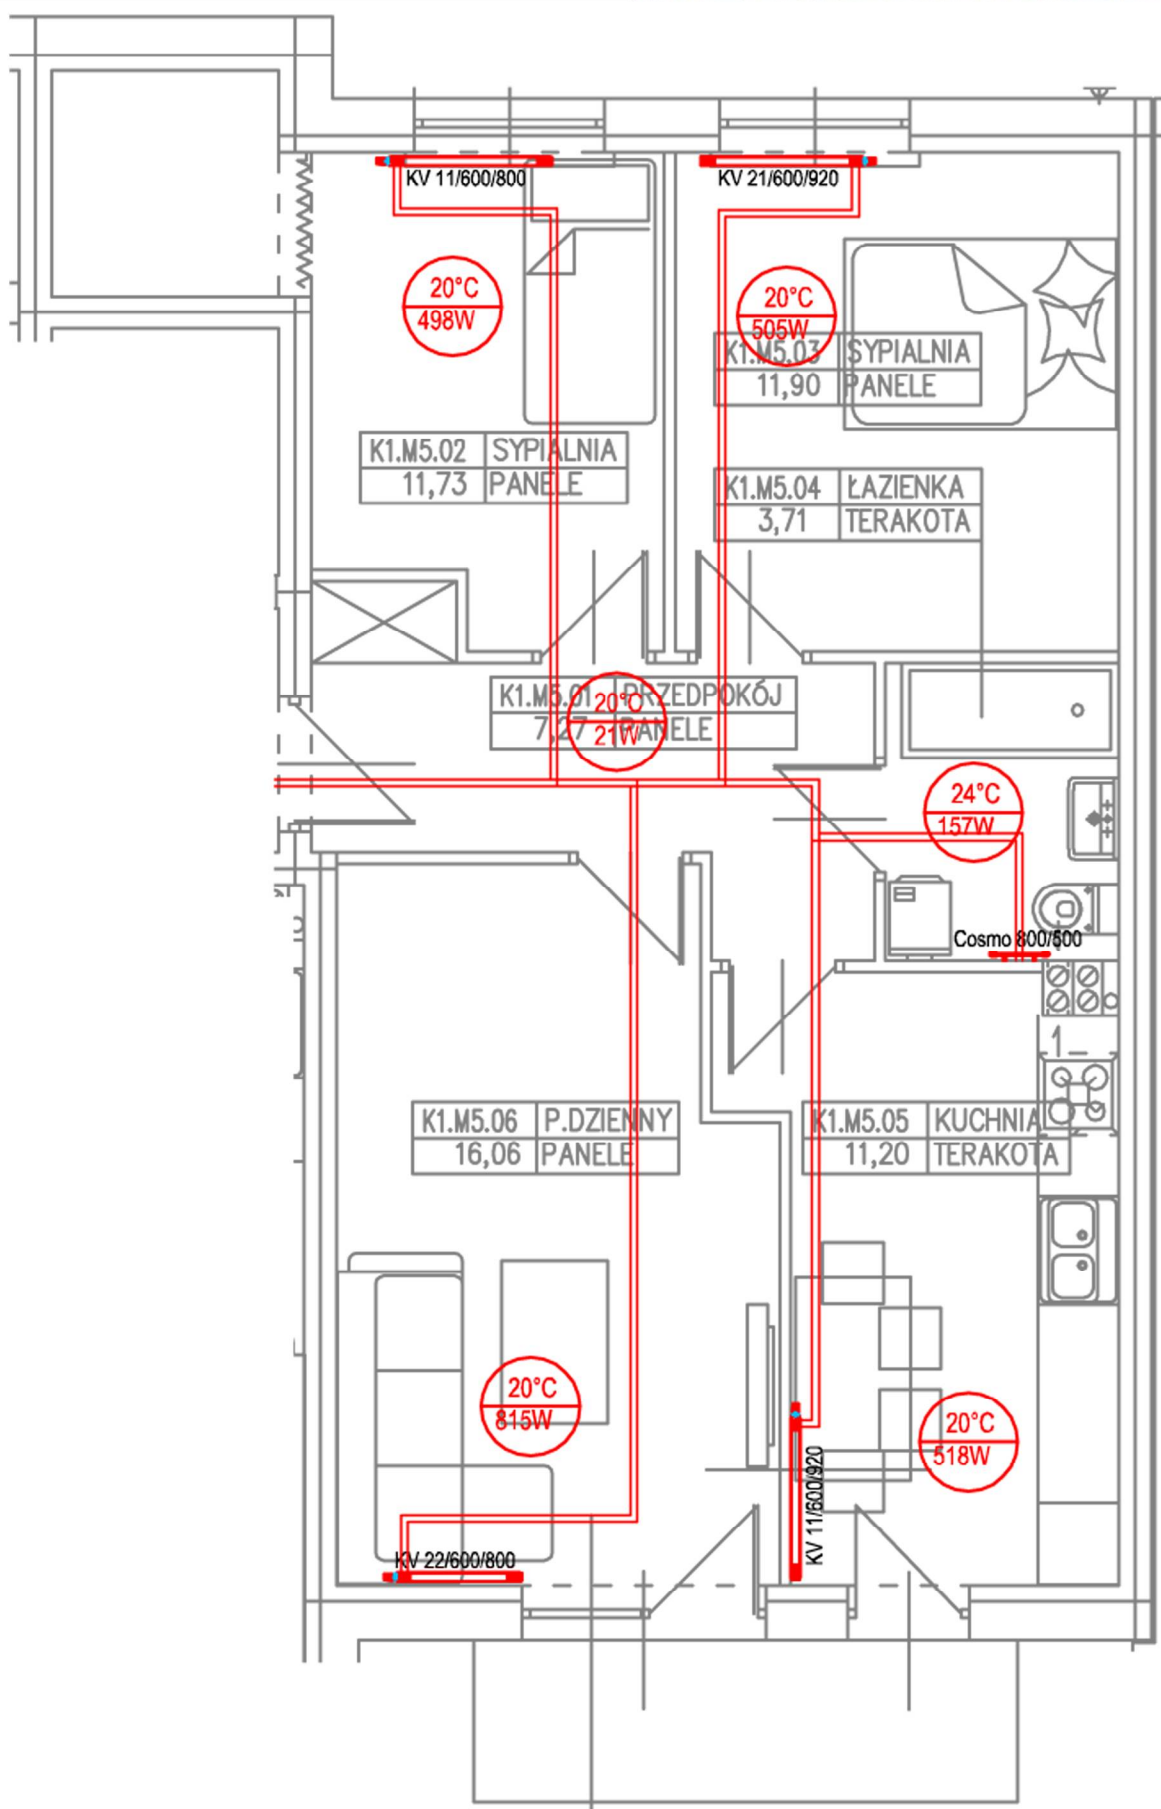 KV 11/600/800
KV 21/600/920
20°C
498W
20°C
505W
K1.M5.03 SYPIALNIA
11,90 PANELE
K1.M5.02 SYPIALNIA
11,73 PANELE
K1.M5.04 ŁAZIENKA
3,71 TERAKOTA
K1.M5.01 PRZEDPOKÓJ
7,27 PANELE
20°C
21W
24°C
157W
Cosmo 800/500
1
K1.M5.06 P.DZIENNY
16,06 PANELE
K1.M5.05 KUCHNIA
11,20 TERAKOTA
20°C
815W
20°C
518W
KV 11/600/920
KV 22/600/800